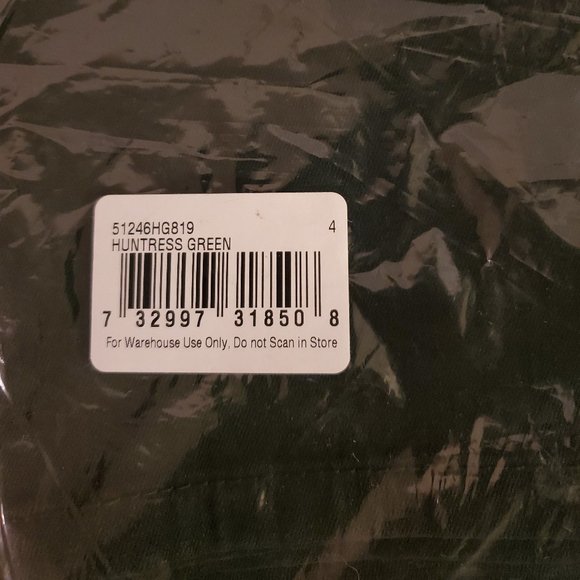 51246HG819 4
HUNTRESS GREEN
7 32997 31850 8
For Warehouse Use Only, Do not Scan in Store